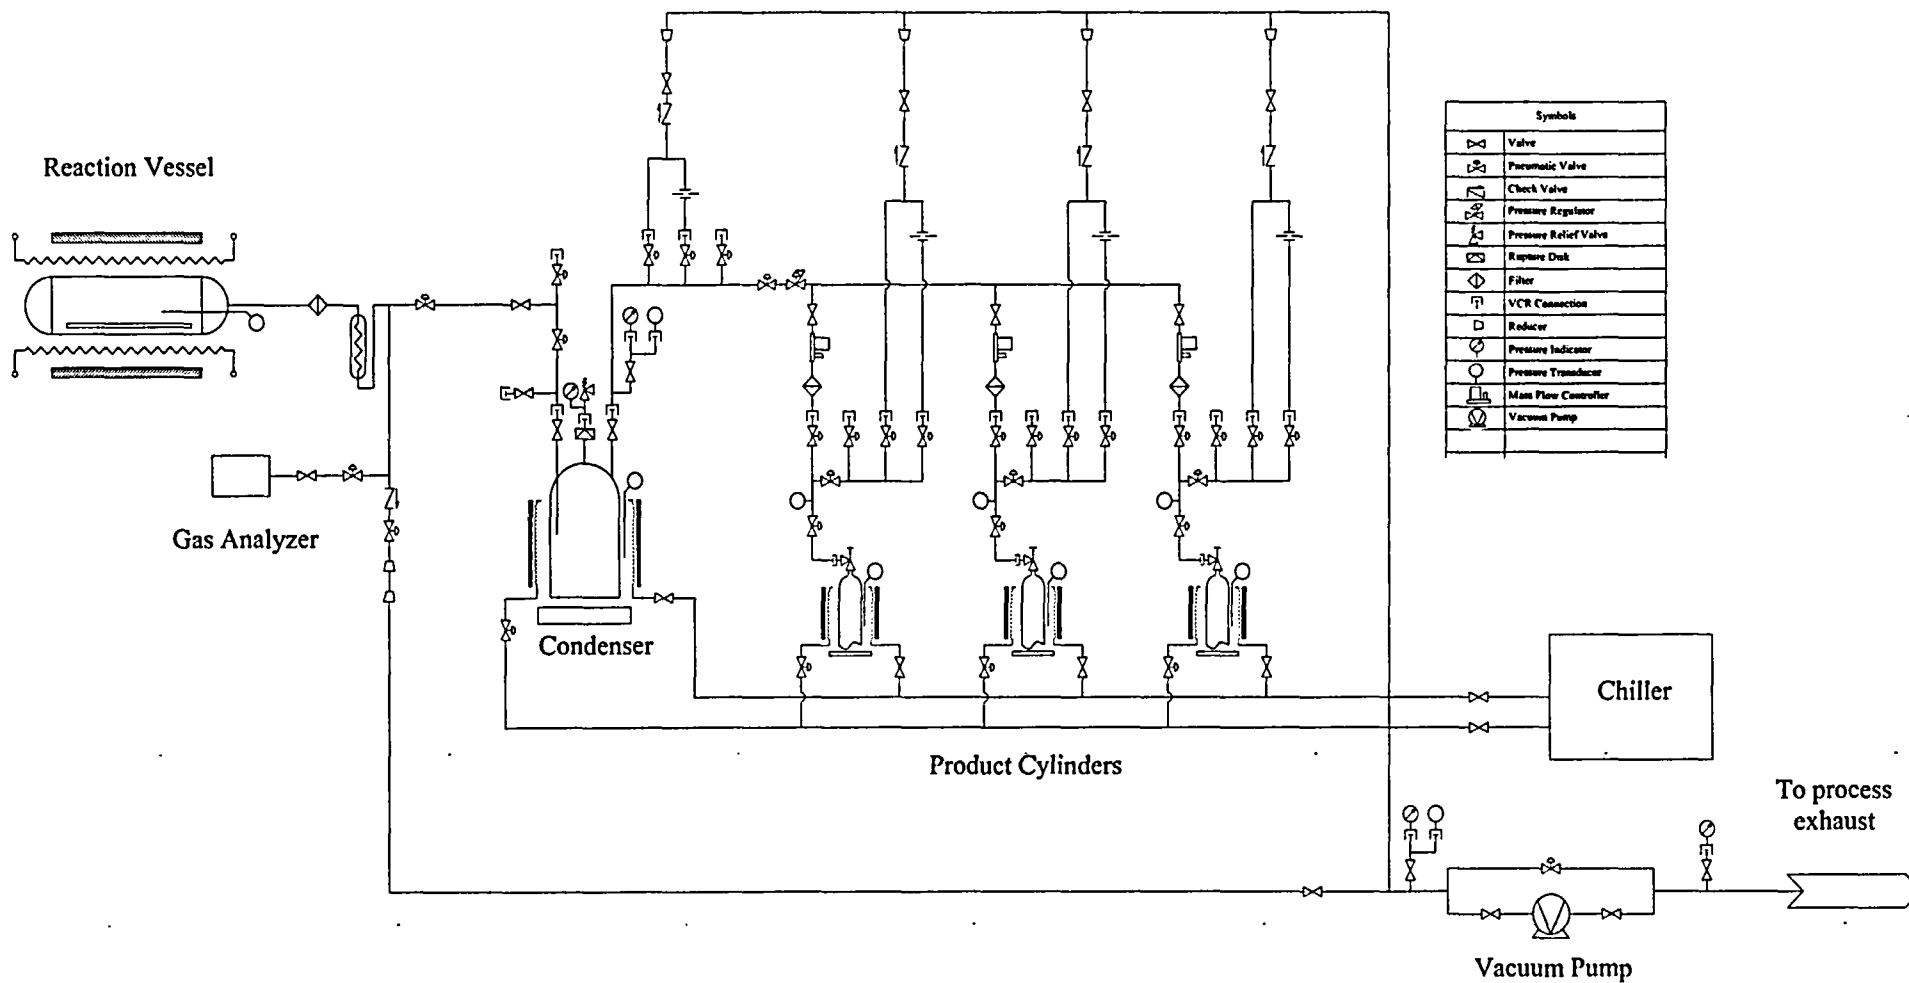 Reaction Vessel
Symbols
Valve
Pneumatic Valve
Check Valve
Pressure Regulator
Pressure Relief Valve
Rupture Disk
Filter
VCR Connection
Reducer
Pressure Indicator
Pressure Transducer
Mass Flow Controller
Vacuum Pump
Gas Analyzer
Condenser
Chiller
Product Cylinders
To process
exhaust
Vacuum Pump